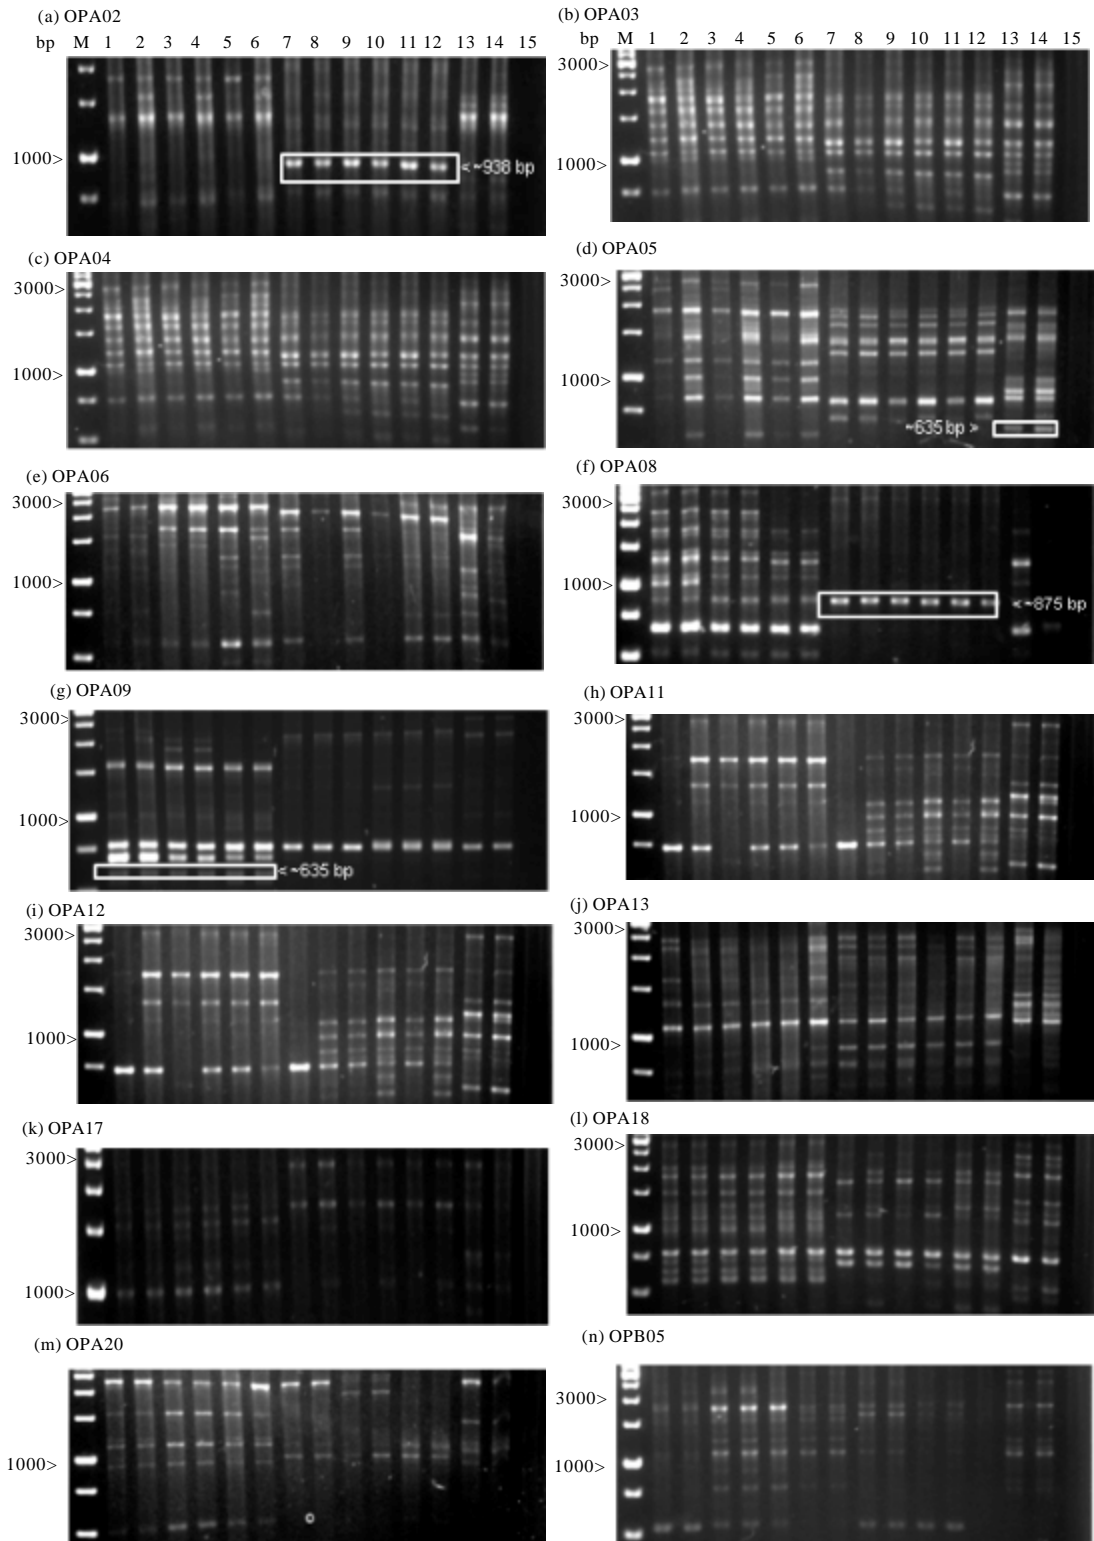 (a) OPA02
bp M 1 2 3 4 5 6 7 8 9 10 11 12 13 14 15
1000>
<~938 bp
(b) OPA03
bp M 1 2 3 4 5 6 7 8 9 10 11 12 13 14 15
3000>
1000>
(c) OPA04
3000>
1000>
(d) OPA05
3000>
1000>
~635 bp >
(e) OPA06
3000>
1000>
(f) OPA08
3000>
1000>
<~875 bp
(g) OPA09
3000>
1000>
<~635 bp
(h) OPA11
3000>
1000>
(i) OPA12
3000>
1000>
(j) OPA13
3000>
1000>
(k) OPA17
3000>
1000>
(l) OPA18
3000>
1000>
(m) OPA20
1000>
(n) OPB05
3000>
1000>